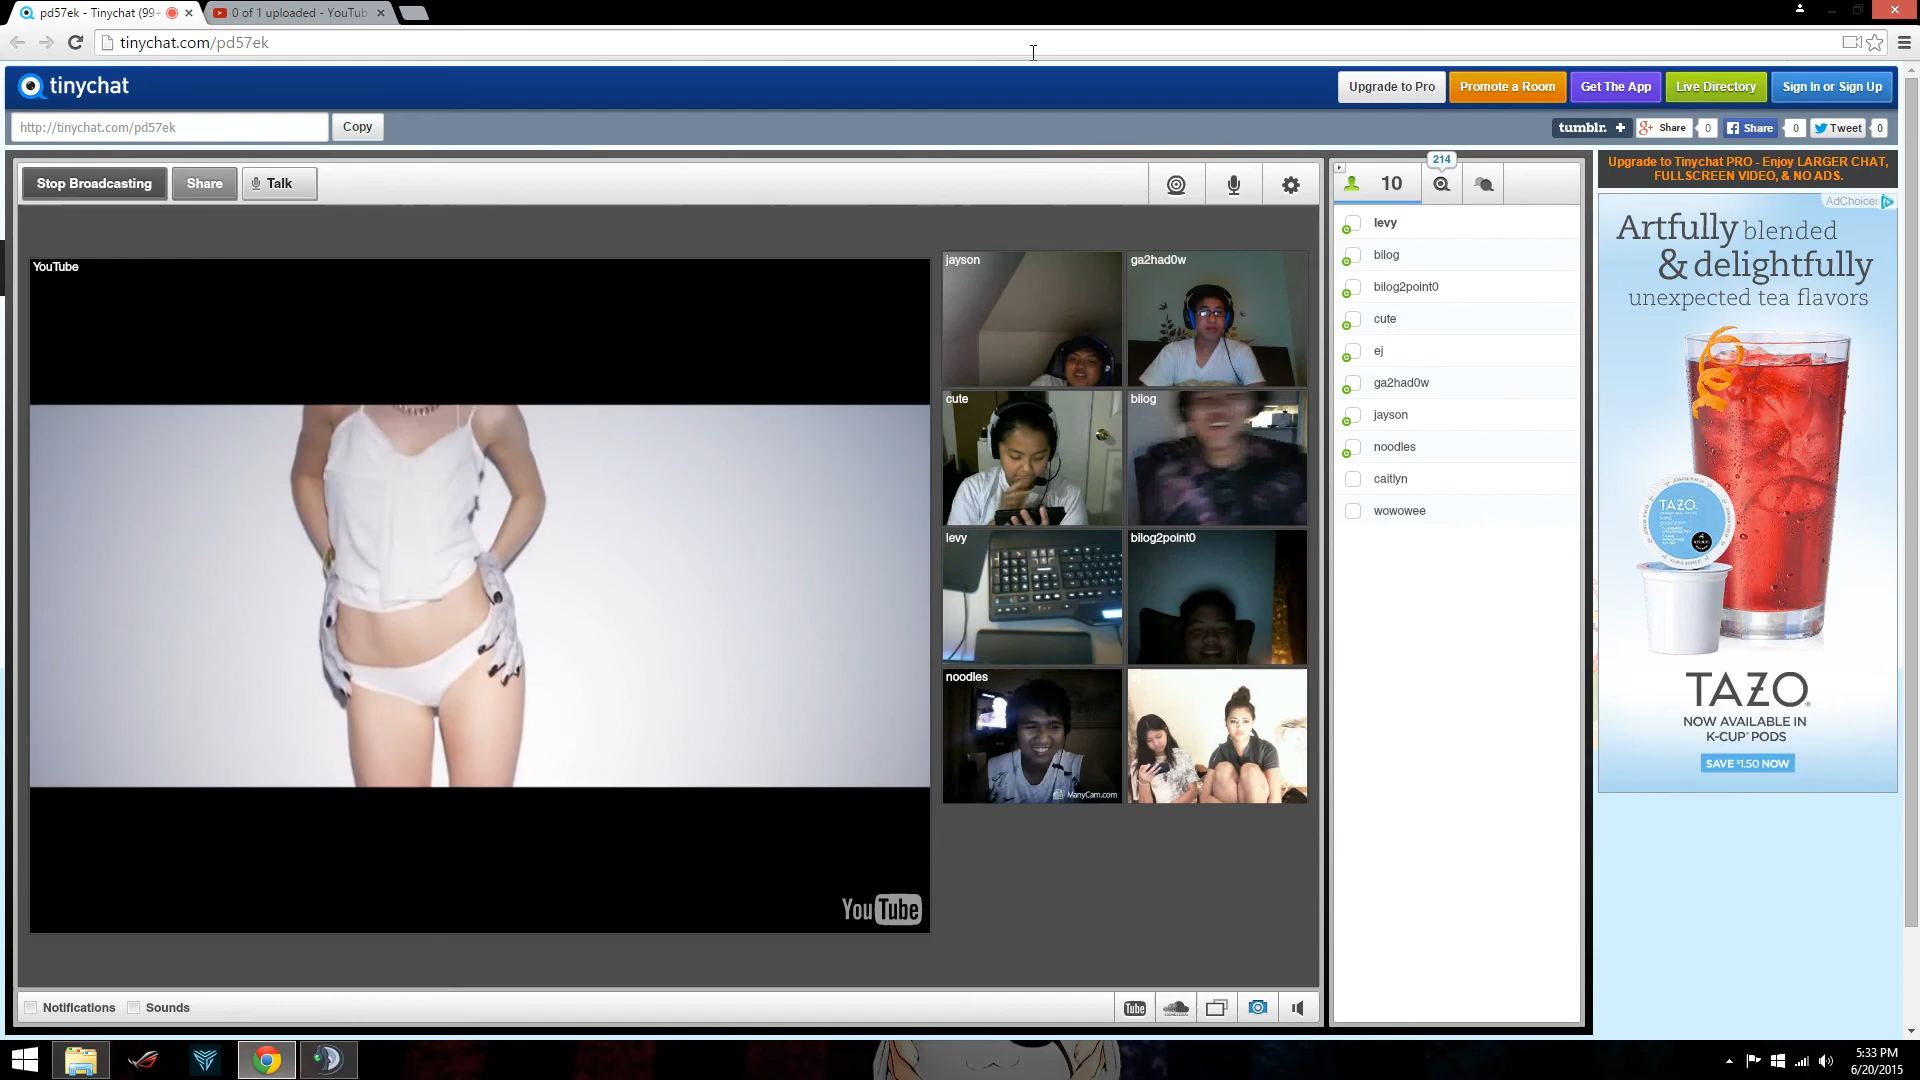 pd57ek - Tinychat (99+
0 of 1 uploaded - YouTub
tinychat.com/pd57ek
tinychat
Upgrade to Pro
Promote a Room
Get The App
Live Directory
Sign In or Sign Up
http://tinychat.com/pd57ek
Copy
tumblr. +
g+ Share 0
f Share 0
Tweet 0
Stop Broadcasting
Share
Talk
10
214
YouTube
jayson
ga2had0w
cute
bilog
levy
bilog2point0
noodles
ManyCam.com
YouTube
levy
bilog
bilog2point0
cute
ej
ga2had0w
jayson
noodles
caitlyn
wowowee
Upgrade to Tinychat PRO - Enjoy LARGER CHAT,
FULLSCREEN VIDEO, & NO ADS.
AdChoices
Artfully blended
& delightfully
unexpected tea flavors
TAZO
TAZO
NOW AVAILABLE IN
K-CUP® PODS
SAVE $1.50 NOW
Notifications
Sounds
Tube
SOUNDCLOUD
5:33 PM
6/20/2015